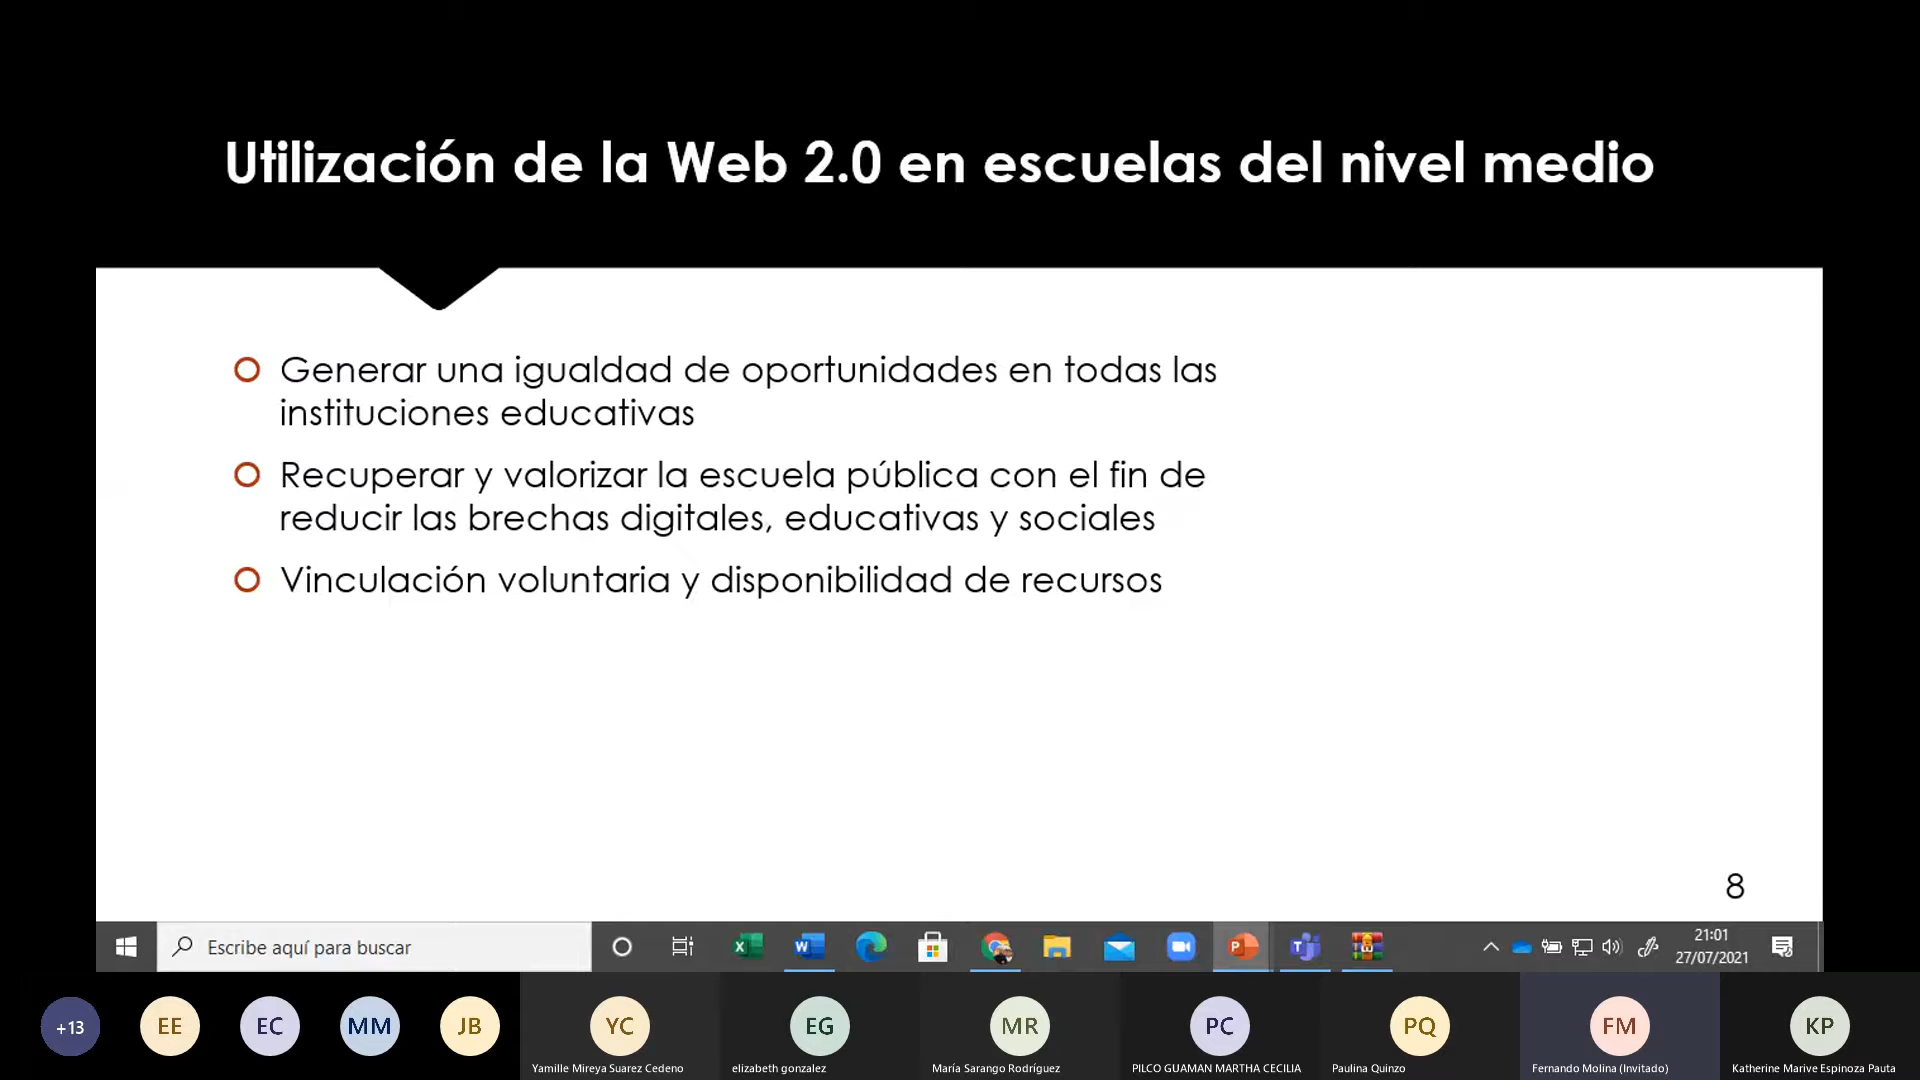 Utilización de la Web 2.0 en escuelas del nivel medio
Generar una igualdad de oportunidades en todas las
instituciones educativas
Recuperar y valorizar la escuela pública con el fin de
reducir las brechas digitales, educativas y sociales
Vinculación voluntaria y disponibilidad de recursos
8
Escribe aquí para buscar
21:01
27/07/2021
+13
EE
EC
MM
JB
YC
EG
MR
PC
PQ
FM
KP
Yamille Mireya Suarez Cedeno
elizabeth gonzalez
María Sarango Rodríguez
PILCO GUAMAN MARTHA CECILIA
Paulina Quinzo
Fernando Molina (Invitado)
Katherine Marive Espinoza Pauta